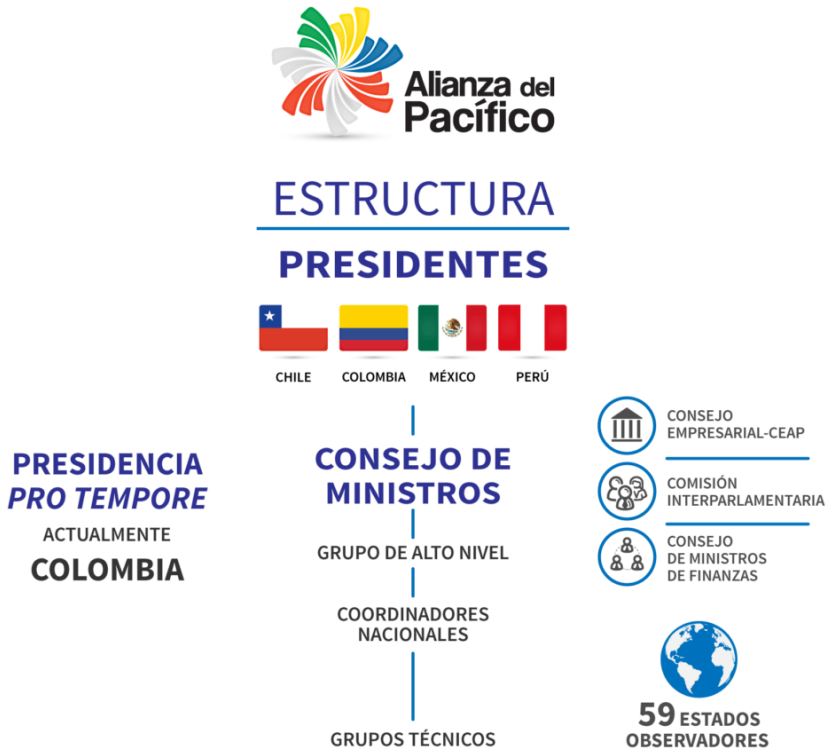 Alianza del
Pacífico
ESTRUCTURA
PRESIDENTES
CHILE
COLOMBIA
MÉXICO
PERÚ
PRESIDENCIA
PRO TEMPORE
ACTUALMENTE
COLOMBIA
CONSEJO DE
MINISTROS
GRUPO DE ALTO NIVEL
COORDINADORES
NACIONALES
GRUPOS TÉCNICOS
CONSEJO
EMPRESARIAL-CEAP
COMISIÓN
INTERPARLAMENTARIA
CONSEJO
DE MINISTROS
DE FINANZAS
59 ESTADOS
OBSERVADORES